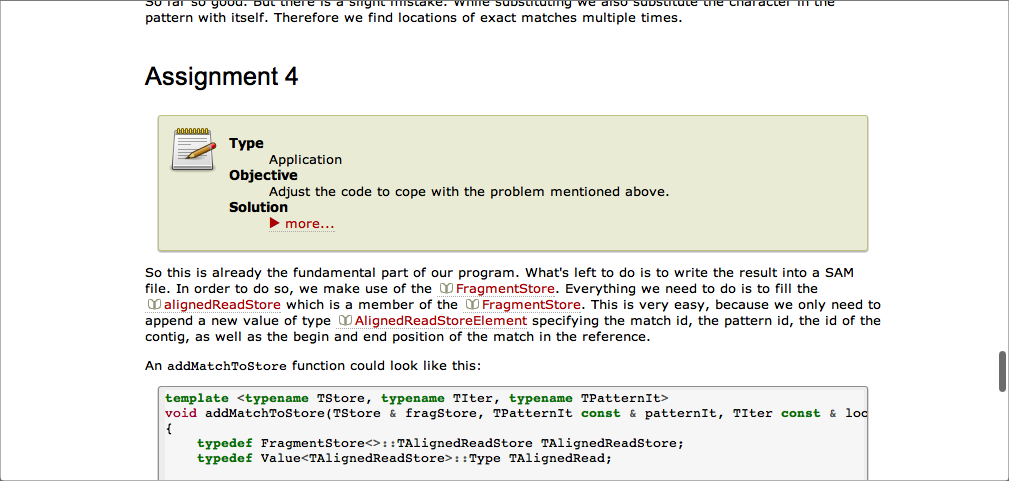 So far so good. But there is a slight mistake. While substituting we also substitute the character in the
pattern with itself. Therefore we find locations of exact matches multiple times.
Assignment 4
Type
Application
Objective
Adjust the code to cope with the problem mentioned above.
Solution
more...
So this is already the fundamental part of our program. What's left to do is to write the result into a SAM
file. In order to do so, we make use of the FragmentStore. Everything we need to do is to fill the
alignedReadStore which is a member of the FragmentStore. This is very easy, because we only need to
append a new value of type AlignedReadStoreElement specifying the match id, the pattern id, the id of the
contig, as well as the begin and end position of the match in the reference.
An addMatchToStore function could look like this:
template <typename TStore, typename TIter, typename TPatternIt>
void addMatchToStore(TStore & fragStore, TPatternIt const & patternIt, TIter const & loc
{
typedef FragmentStore<>::TAlignedReadStore TAlignedReadStore;
typedef Value<TAlignedReadStore>::Type TAlignedRead;